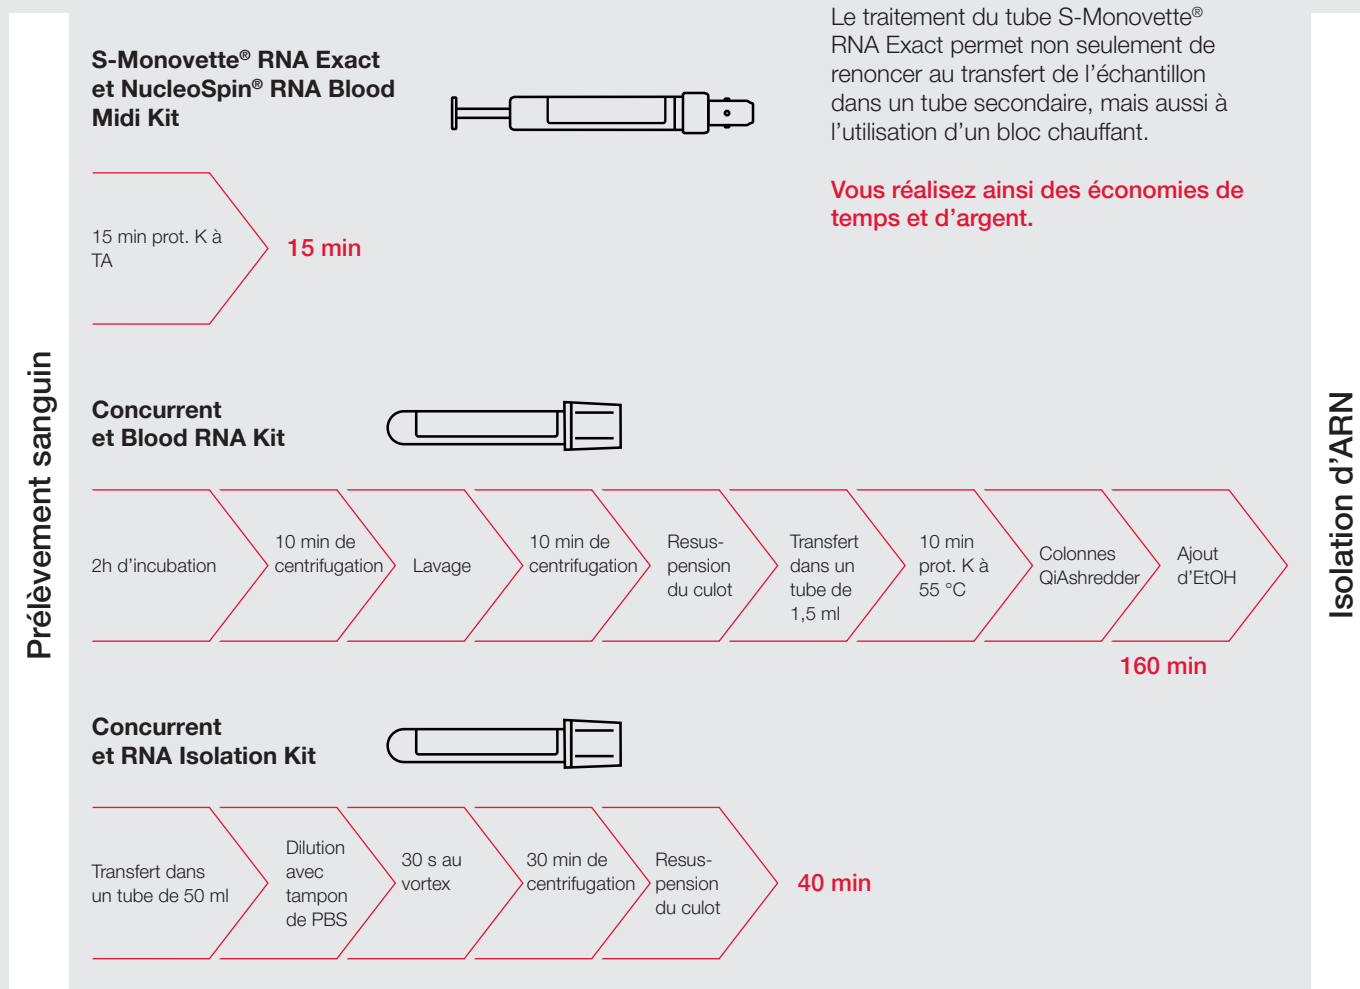 Le traitement du tube S-Monovette®
RNA Exact permet non seulement de
renoncer au transfert de l’échantillon
dans un tube secondaire, mais aussi à
l’utilisation d’un bloc chauffant.
Vous réalisez ainsi des économies de
temps et d’argent.
S-Monovette® RNA Exact
et NucleoSpin® RNA Blood
Midi Kit
15 min prot. K à
TA
15 min
Prélèvement sanguin
Concurrent
et Blood RNA Kit
2h d’incubation
10 min de
centrifugation
Lavage
10 min de
centrifugation
Resus-
pension
du culot
Transfert
dans un
tube de
1,5 ml
10 min
prot. K à
55 °C
Colonnes
QiAshredder
Ajout
d’EtOH
160 min
Concurrent
et RNA Isolation Kit
Transfert dans
un tube de 50 ml
Dilution
avec
tampon
de PBS
30 s au
vortex
30 min de
centrifugation
Resus-
pension
du culot
40 min
Isolation d’ARN